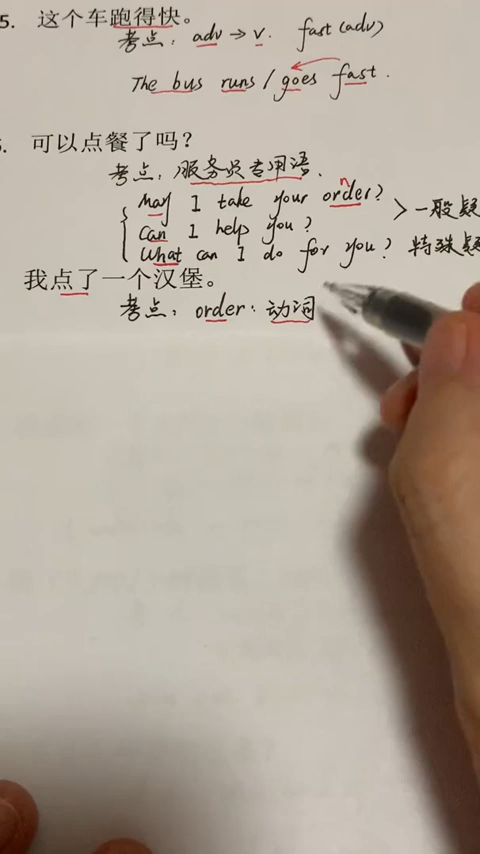 5. 这个车跑得快。
考点: adv → v. fast (adv)
The bus runs / goes fast.
. 可以点餐了吗?
考点: 服务员专用语.
May I take your order? n
Can I help you? > 一般疑
What can I do for you? 特殊疑
我点了一个汉堡。
考点: order: 动词